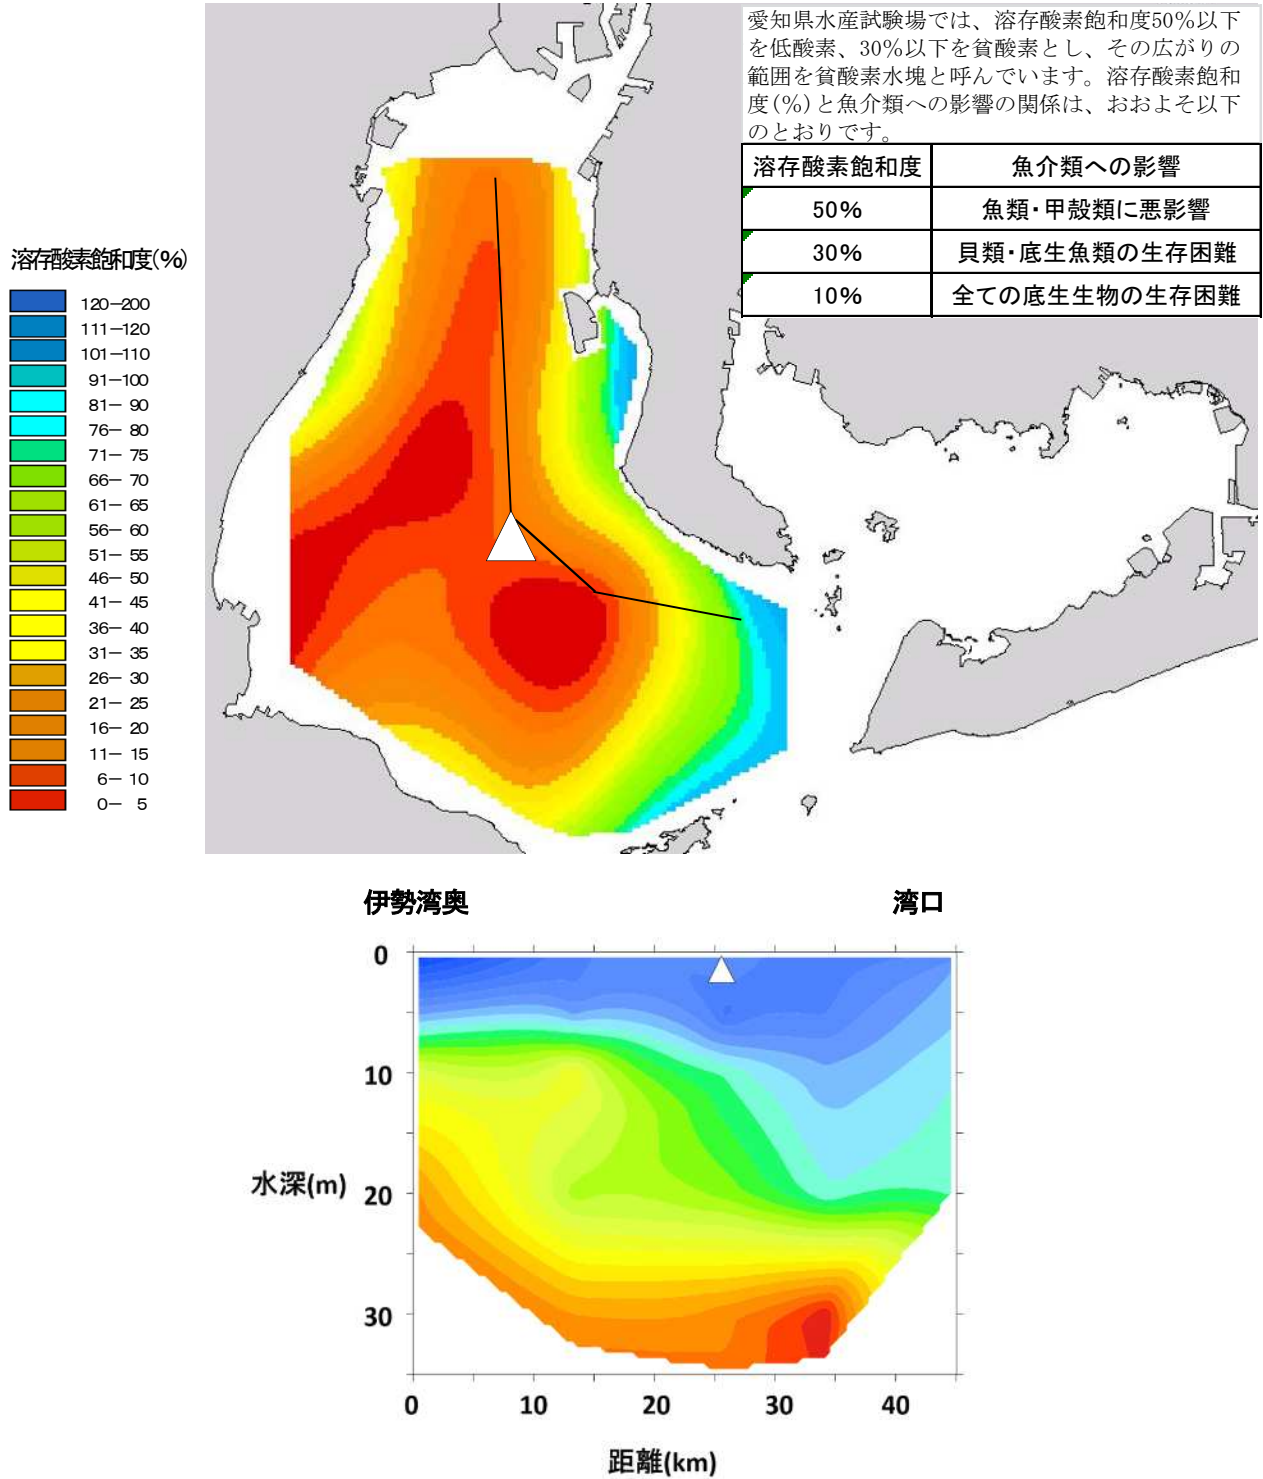 愛知県水産試験場では、溶存酸素飽和度50%以下
を低酸素、30%以下を貧酸素とし、その広がりの
範囲を貧酸素水塊と呼んでいます。溶存酸素飽和
度(%)と魚介類への影響の関係は、おおよそ以下
のとおりです。
溶存酸素飽和度 魚介類への影響
50% 魚類・甲殻類に悪影響
30% 貝類・底生魚類の生存困難
10% 全ての底生生物の生存困難
溶存酸素飽和度(%)
120-200
111-120
101-110
91-100
81- 90
76- 80
71- 75
66- 70
61- 65
56- 60
51- 55
46- 50
41- 45
36- 40
31- 35
26- 30
21- 25
16- 20
11- 15
6- 10
0- 5
伊勢湾奥 湾口
0
10
水深(m)
20
30
0 10 20 30 40
距離(km)